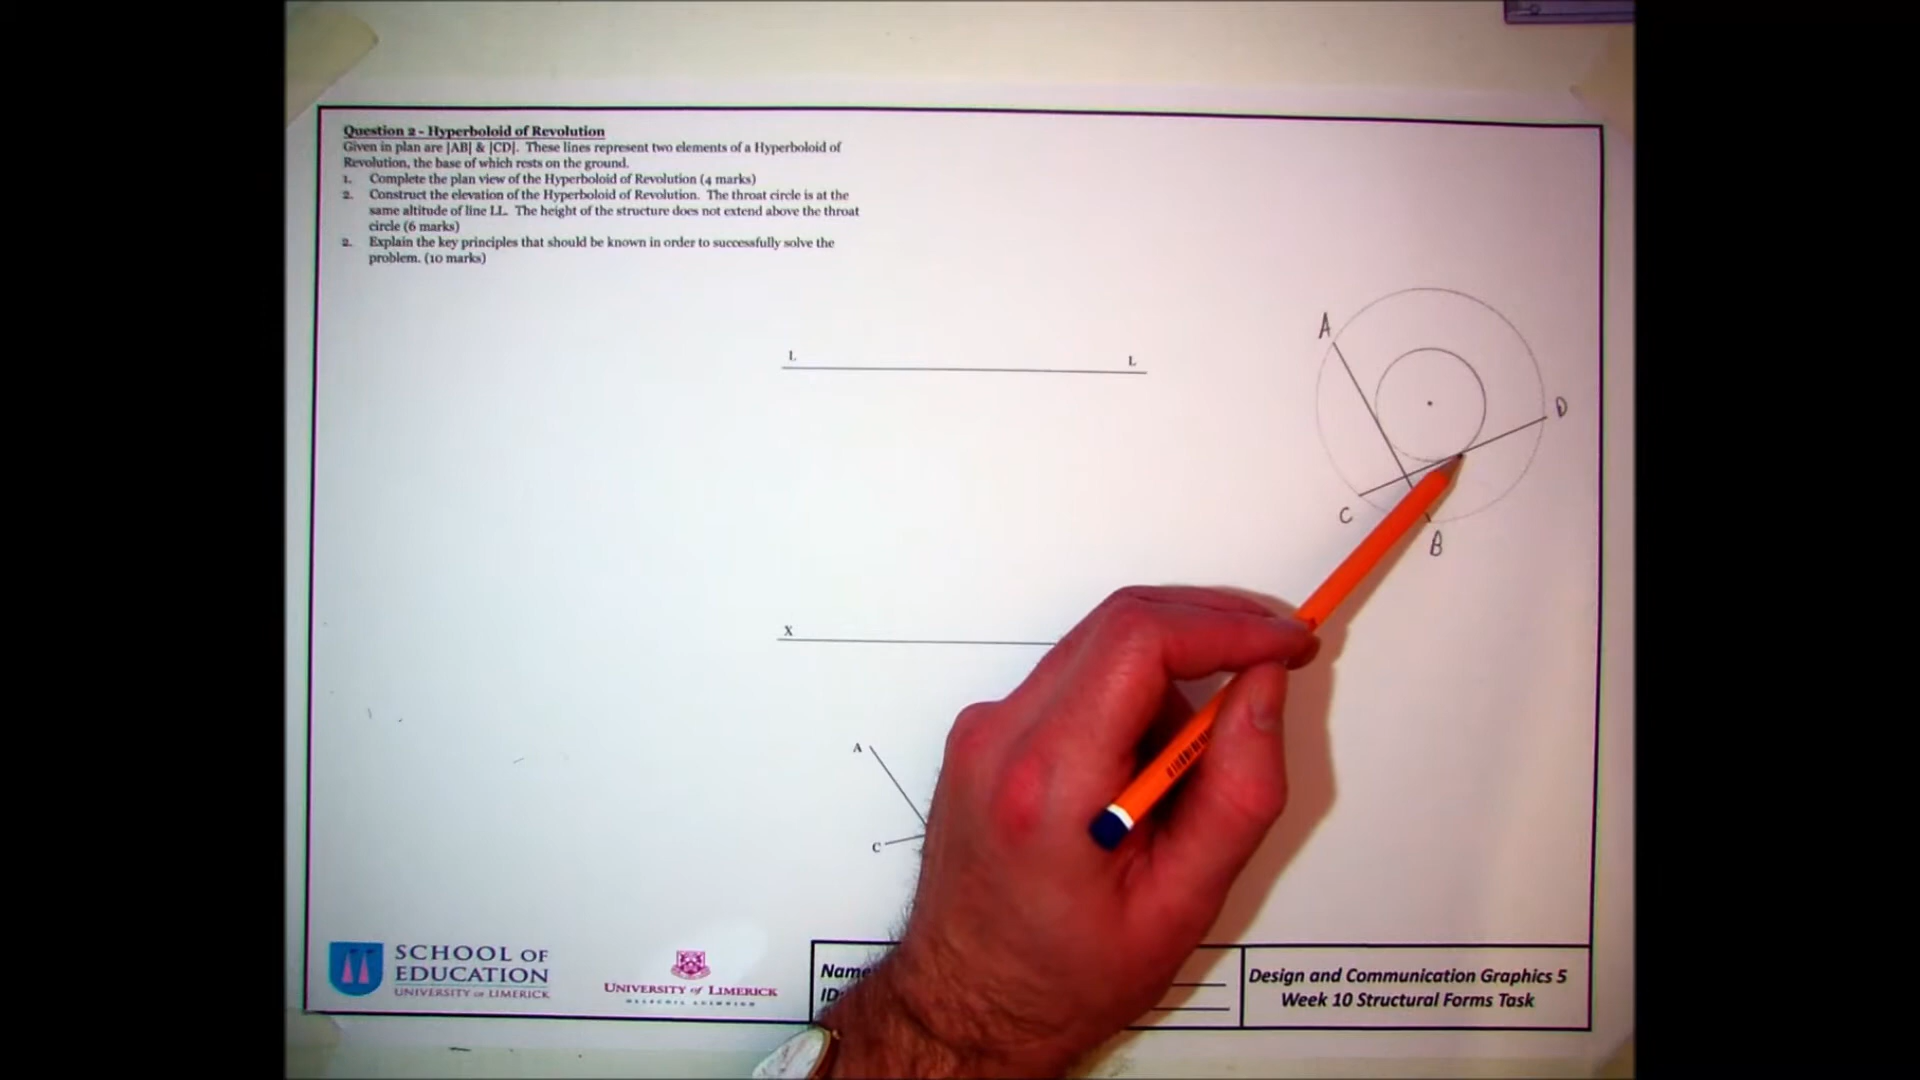 Question 2 - Hyperboloid of Revolution
Given in plan are |AB| & |CD|. These lines represent two elements of a Hyperboloid of
Revolution, the base of which rests on the ground.
1. Complete the plan view of the Hyperboloid of Revolution (4 marks)
2. Construct the elevation of the Hyperboloid of Revolution. The throat circle is at the
same altitude of line LL. The height of the structure does not extend above the throat
circle (6 marks)
2. Explain the key principles that should be known in order to successfully solve the
problem. (10 marks)
A
L L
D
C
B
X
A
C
SCHOOL OF
EDUCATION
UNIVERSITY of LIMERICK
UNIVERSITY of LIMERICK
Name
ID:
Design and Communication Graphics 5
Week 10 Structural Forms Task